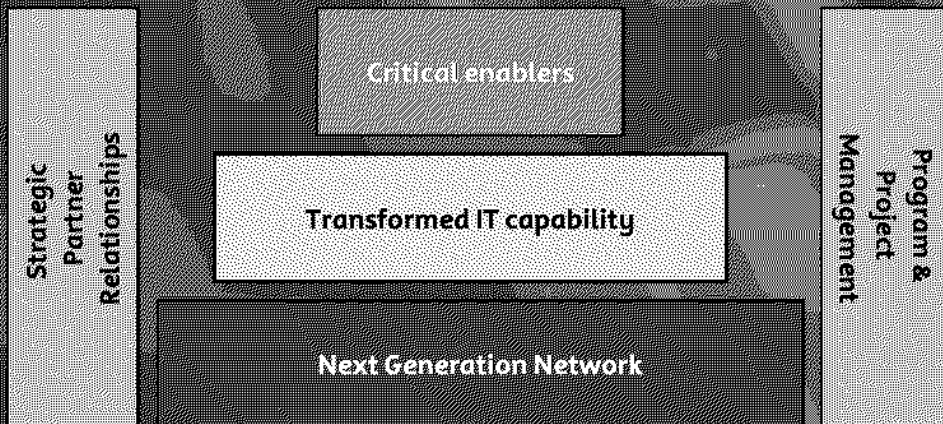 Critical enablers
Strategic
Partner
Relationships
Transformed IT capability
Program &
Project
Management
Next Generation Network